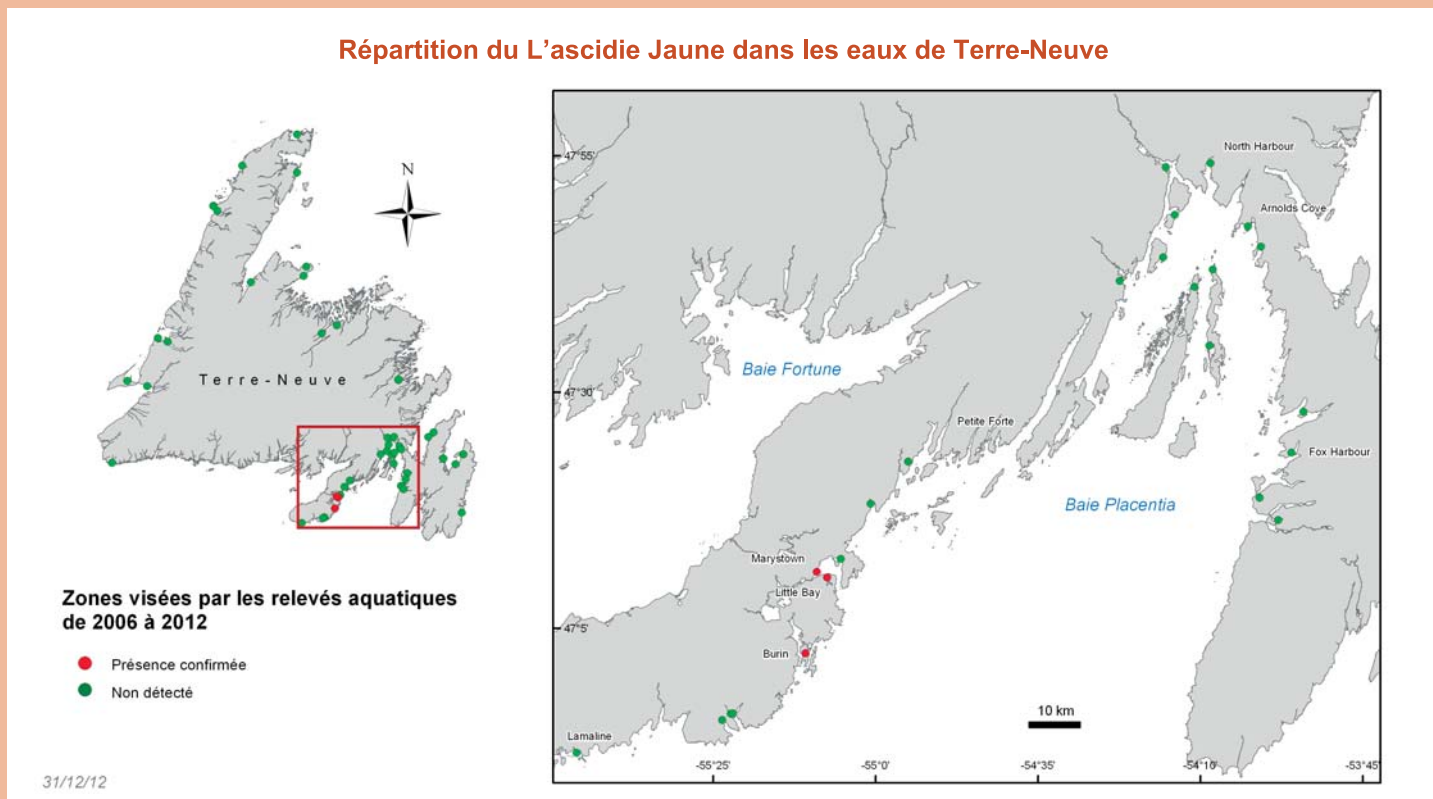 Répartition du L'ascidie Jaune dans les eaux de Terre-Neuve
N
Terre-Neuve
Zones visées par les relevés aquatiques
de 2006 à 2012
Présence confirmée
Non détecté
31/12/12
47°55'
North Harbour
Arnolds Cove
Baie Fortune
47°30'
Petite Forte
Fox Harbour
Baie Placentia
Marystown
Little Bay
47°5'
Burin
10 km
Lamaline
-55°25
-55°0'
-54°35
-54°10
-53°45'